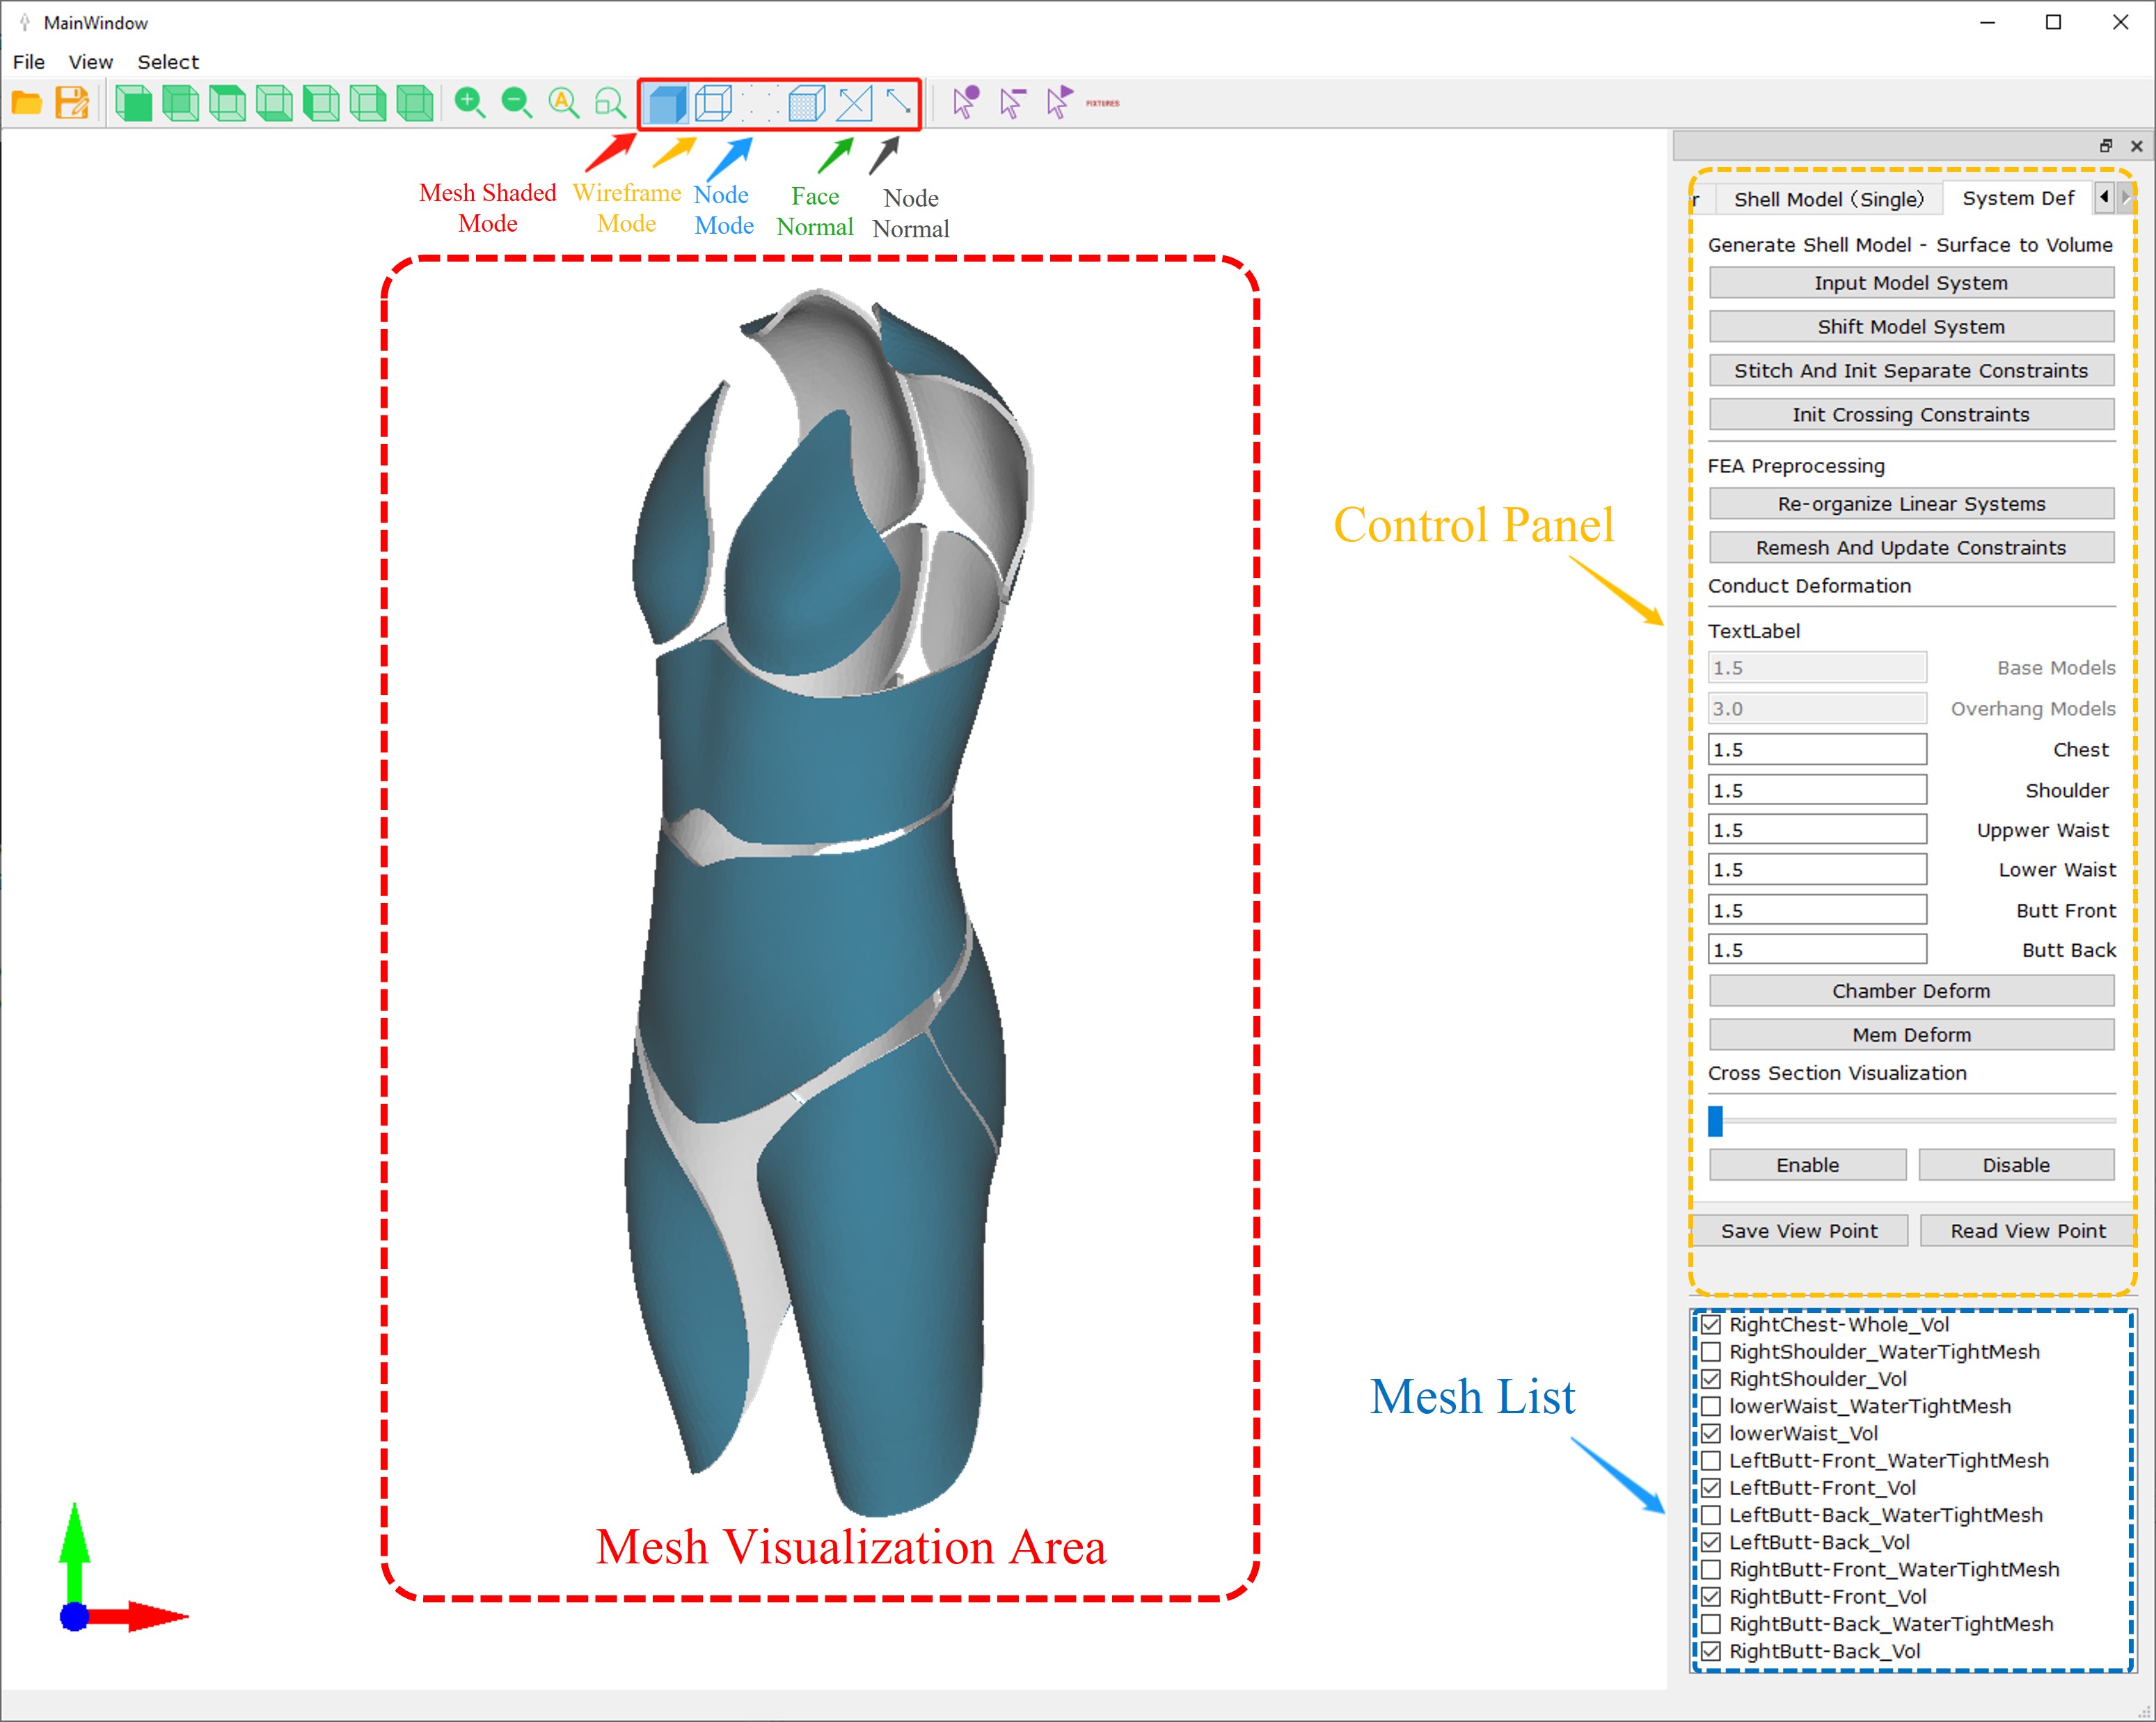 MainWindow
File View Select
FIXTURES
Mesh Shaded
Mode
Wireframe
Mode
Node
Mode
Face
Normal
Node
Normal
r Shell Model (Single) System Def
Generate Shell Model - Surface to Volume
Input Model System
Shift Model System
Stitch And Init Separate Constraints
Init Crossing Constraints
FEA Preprocessing
Re-organize Linear Systems
Remesh And Update Constraints
Conduct Deformation
TextLabel
1.5 Base Models
3.0 Overhang Models
1.5 Chest
1.5 Shoulder
1.5 Uppwer Waist
1.5 Lower Waist
1.5 Butt Front
1.5 Butt Back
Chamber Deform
Mem Deform
Cross Section Visualization
Enable Disable
Save View Point Read View Point
Control Panel
Mesh List
RightChest-Whole_Vol
RightShoulder_WaterTightMesh
RightShoulder_Vol
lowerWaist_WaterTightMesh
lowerWaist_Vol
LeftButt-Front_WaterTightMesh
LeftButt-Front_Vol
LeftButt-Back_WaterTightMesh
LeftButt-Back_Vol
RightButt-Front_WaterTightMesh
RightButt-Front_Vol
RightButt-Back_WaterTightMesh
RightButt-Back_Vol
Mesh Visualization Area